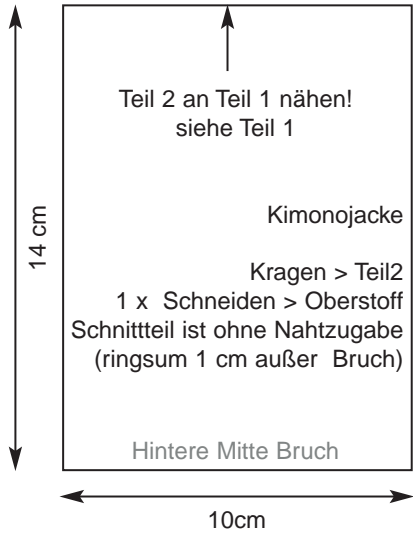 Teil 2 an Teil 1 nähen!
siehe Teil 1
14 cm
Kimonojacke
Kragen > Teil2
1 x  Schneiden > Oberstoff
Schnittteil ist ohne Nahtzugabe
(ringsum 1 cm außer  Bruch)
Hintere Mitte Bruch
10cm